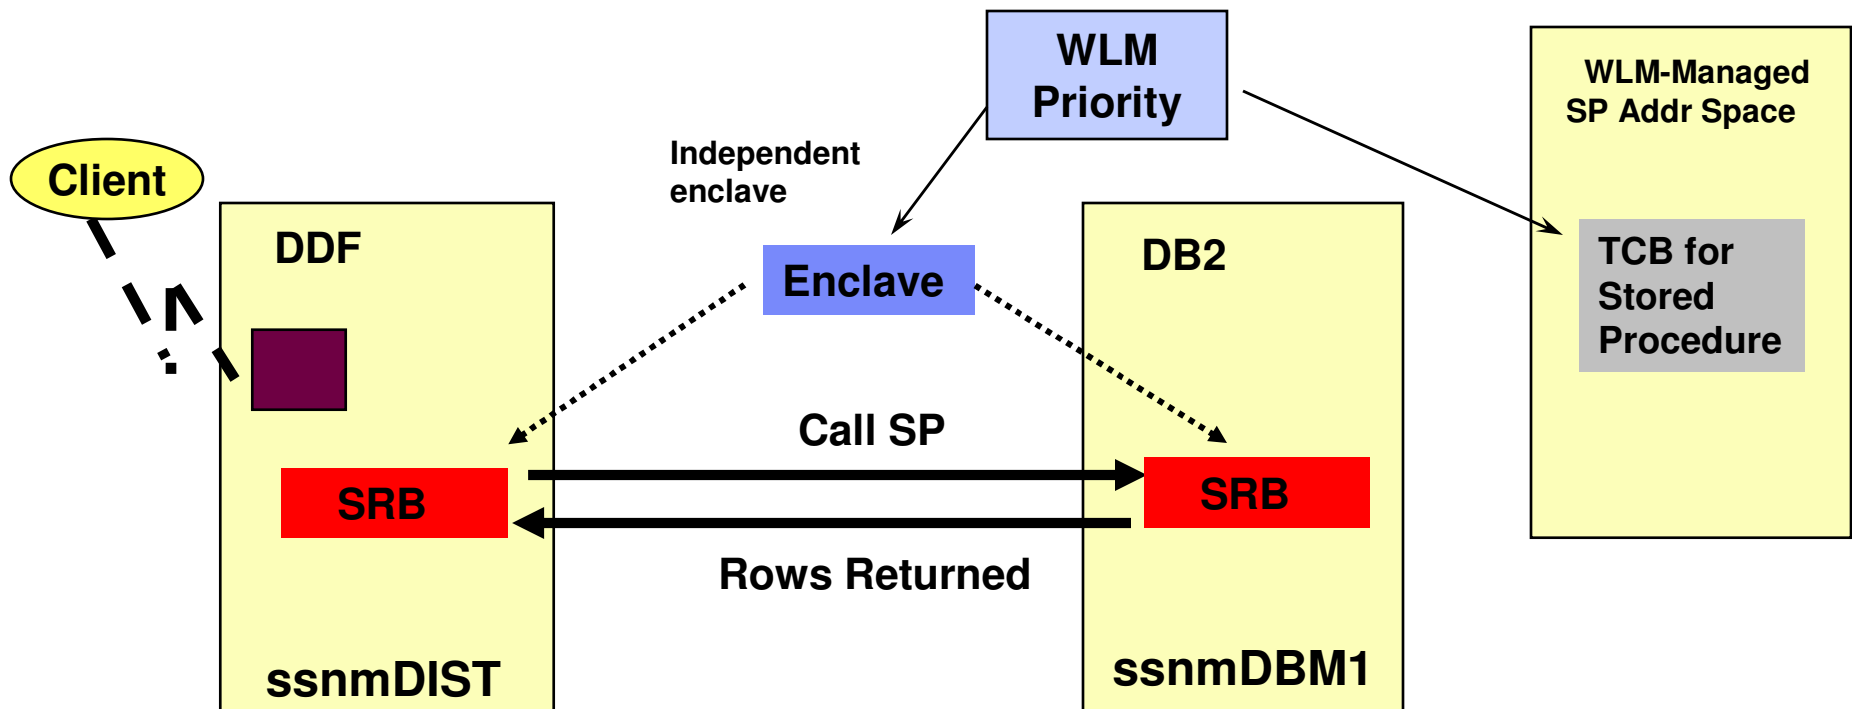 WLM
Priority
WLM-Managed
SP Addr Space
Independent
enclave
Client
DDF
Enclave
DB2
TCB for
Stored
Procedure
Call SP
SRB
SRB
Rows Returned
ssnmDIST
ssnmDBM1